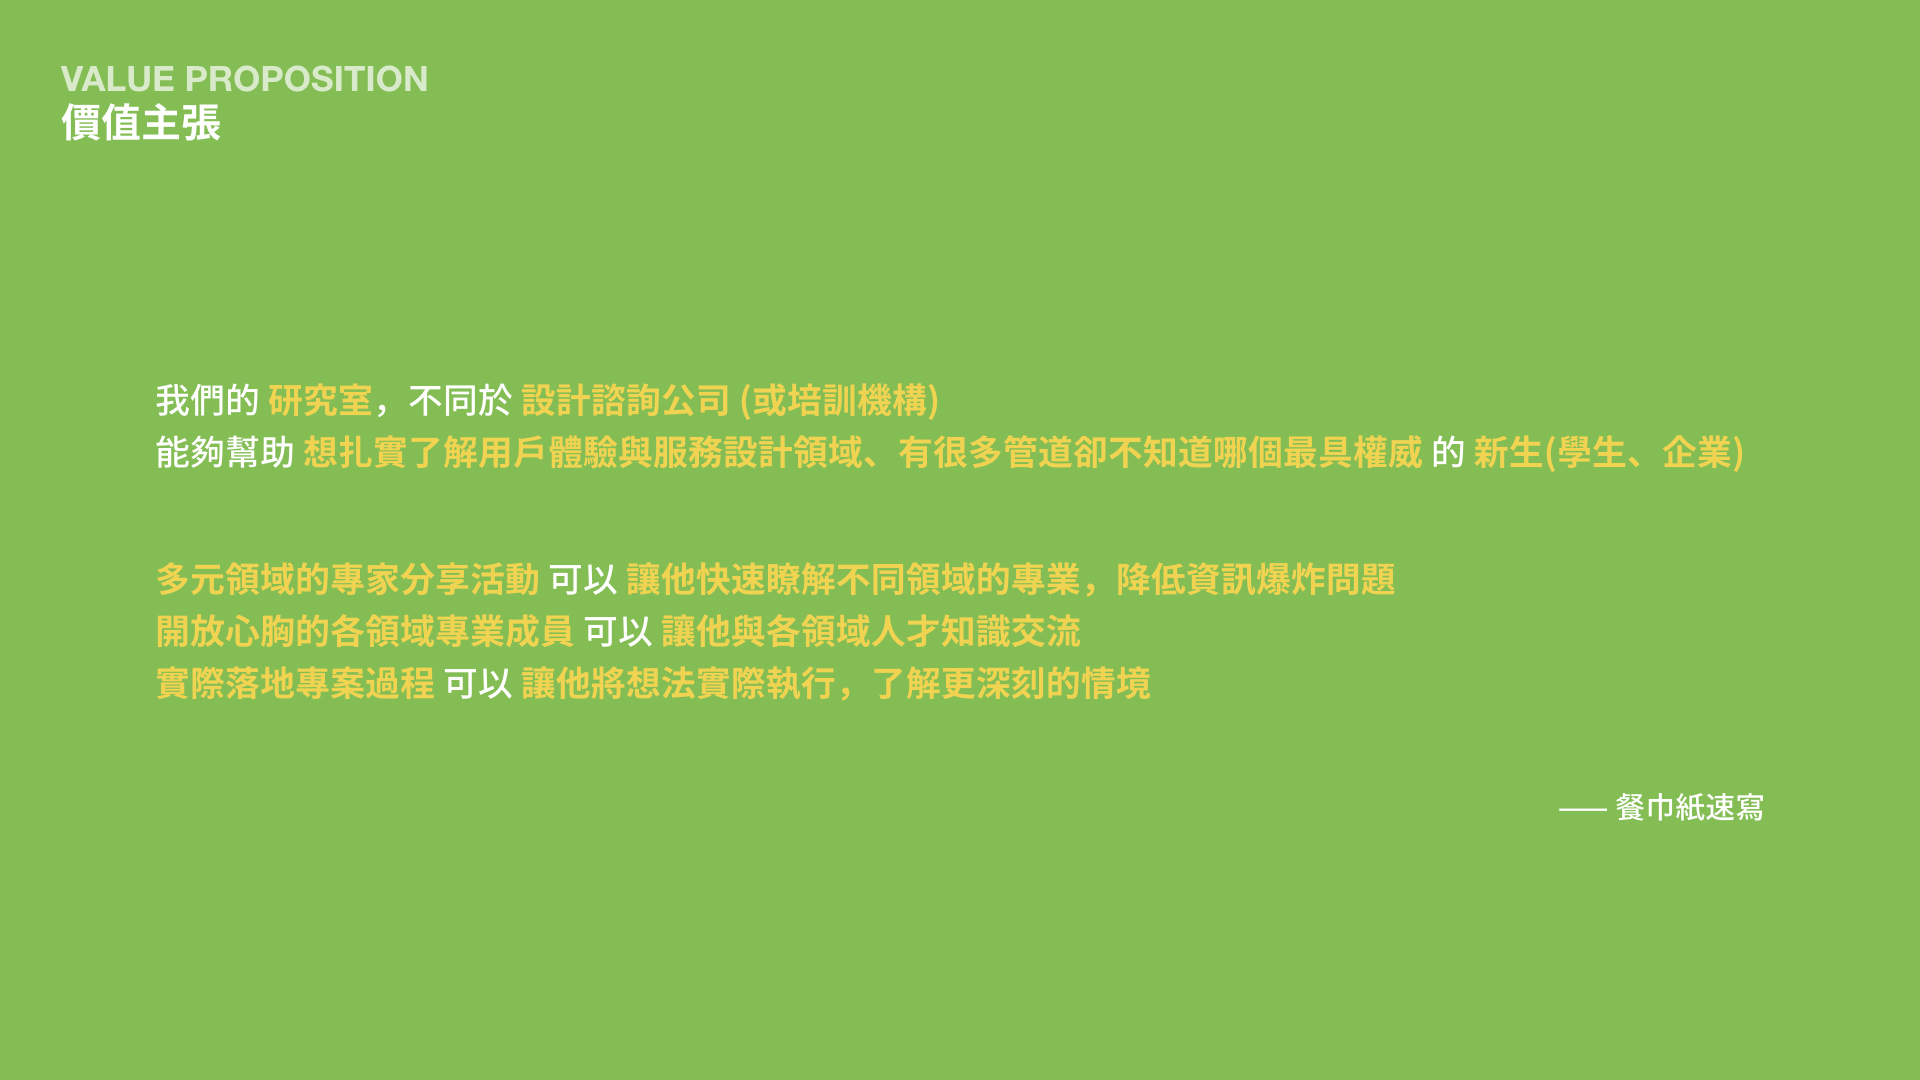 VALUE PROPOSITION
價值主張
我們的 研究室，不同於 設計諮詢公司 (或培訓機構)
能夠幫助 想扎實了解用戶體驗與服務設計領域、有很多管道卻不知道哪個最具權威 的 新生(學生、企業)
多元領域的專家分享活動 可以 讓他快速瞭解不同領域的專業，降低資訊爆炸問題
開放心胸的各領域專業成員 可以 讓他與各領域人才知識交流
實際落地專案過程 可以 讓他將想法實際執行，了解更深刻的情境
—— 餐巾紙速寫